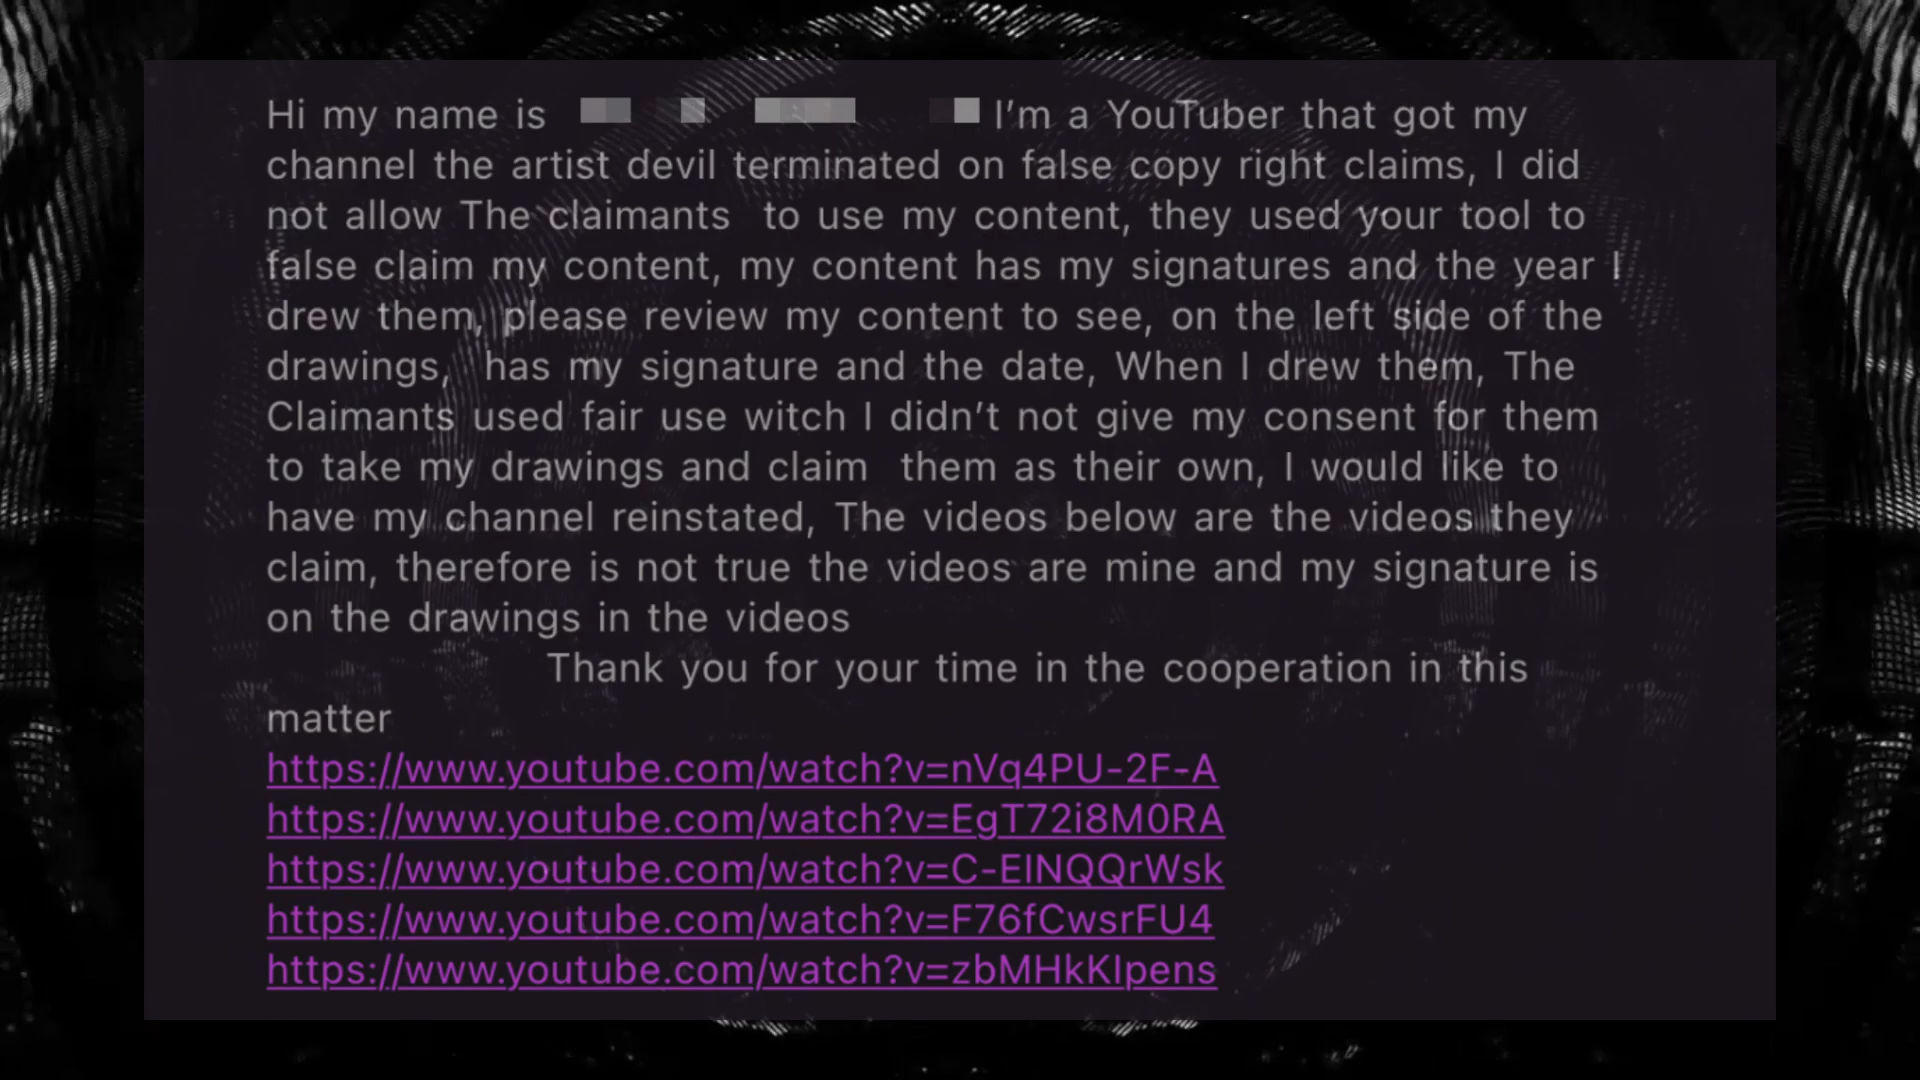 Hi my name is I’m a YouTuber that got my
channel the artist devil terminated on false copy right claims, I did
not allow The claimants to use my content, they used your tool to
false claim my content, my content has my signatures and the year I
drew them, please review my content to see, on the left side of the
drawings, has my signature and the date, When I drew them, The
Claimants used fair use witch I didn’t not give my consent for them
to take my drawings and claim them as their own, I would like to
have my channel reinstated, The videos below are the videos they
claim, therefore is not true the videos are mine and my signature is
on the drawings in the videos
Thank you for your time in the cooperation in this
matter
https://www.youtube.com/watch?v=nVq4PU-2F-A
https://www.youtube.com/watch?v=EgT72i8M0RA
https://www.youtube.com/watch?v=C-EINQQrWsk
https://www.youtube.com/watch?v=F76fCwsrFU4
https://www.youtube.com/watch?v=zbMHkKIpens